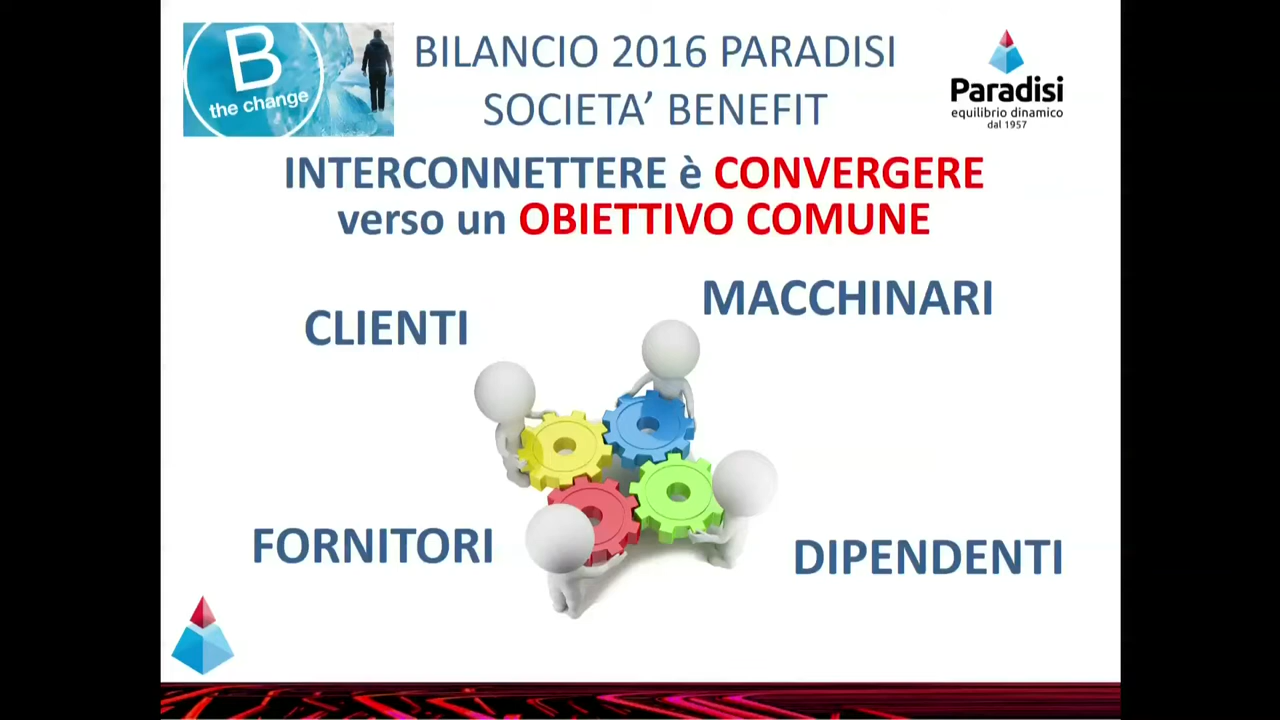 B
the change
BILANCIO 2016 PARADISI
SOCIETA’ BENEFIT
Paradisi
equilibrio dinamico
dal 1957
INTERCONNETTERE è CONVERGERE
verso un OBIETTIVO COMUNE
CLIENTI
MACCHINARI
FORNITORI
DIPENDENTI